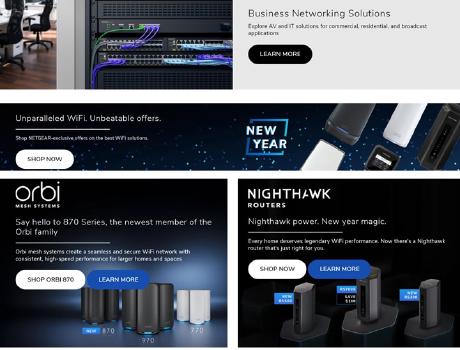 Business Networking Solutions
Explore AV and IT solutions for commercial, residential, and broadcast
applications
LEARN MORE
Unparalleled WiFi. Unbeatable offers.
Shop NETGEAR-exclusive offers on the best WiFi solutions.
SHOP NOW
NEW
YEAR
orbi
MESH SYSTEMS
Say hello to 870 Series, the newest member of the
Orbi family
Orbi mesh systems create a seamless and secure WiFi network with
consistent, high-speed performance for larger homes and spaces
SHOP ORBI 870
LEARN MORE
NEW 870
970
770
NIGHTHAWK
ROUTERS
Nighthawk power. New year magic.
Every home deserves legendary WiFi performance. Now there's a Nighthawk
router that's just right for you.
SHOP NOW
LEARN MORE
NEW
SAVE
NEW